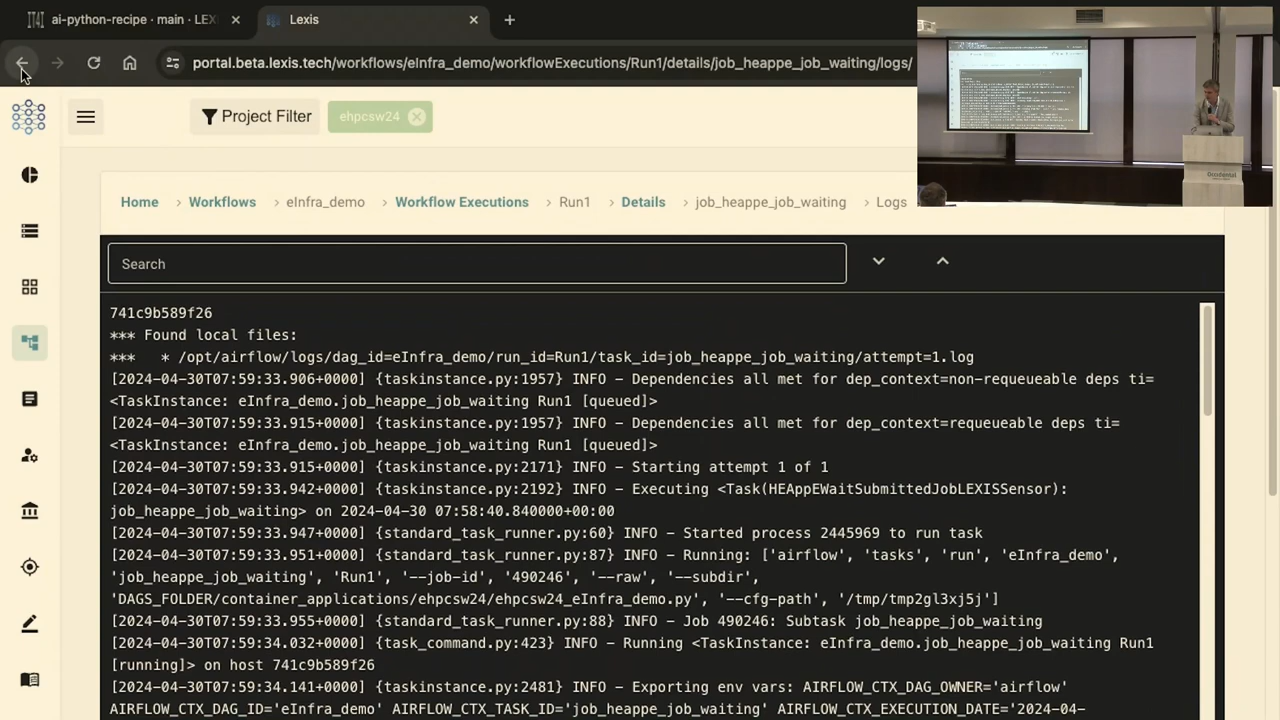 ai-python-recipe · main · LEX
Lexis
portal.beta.lexis.tech/workflows/eInfra_demo/workflowExecutions/Run1/details/job_heappe_job_waiting/logs/
Project Filter
ehpcsw24
Home > Workflows > eInfra_demo > Workflow Executions > Run1 > Details > job_heappe_job_waiting > Logs
Search
741c9b589f26
*** Found local files:
***   * /opt/airflow/logs/dag_id=eInfra_demo/run_id=Run1/task_id=job_heappe_job_waiting/attempt=1.log
[2024-04-30T07:59:33.906+0000] {taskinstance.py:1957} INFO - Dependencies all met for dep_context=non-requeueable deps ti=
<TaskInstance: eInfra_demo.job_heappe_job_waiting Run1 [queued]>
[2024-04-30T07:59:33.915+0000] {taskinstance.py:1957} INFO - Dependencies all met for dep_context=requeueable deps ti=
<TaskInstance: eInfra_demo.job_heappe_job_waiting Run1 [queued]>
[2024-04-30T07:59:33.915+0000] {taskinstance.py:2171} INFO - Starting attempt 1 of 1
[2024-04-30T07:59:33.942+0000] {taskinstance.py:2192} INFO - Executing <Task(HEAppEWaitSubmittedJobLEXISSensor):
job_heappe_job_waiting> on 2024-04-30 07:58:40.840000+00:00
[2024-04-30T07:59:33.947+0000] {standard_task_runner.py:60} INFO - Started process 2445969 to run task
[2024-04-30T07:59:33.951+0000] {standard_task_runner.py:87} INFO - Running: ['airflow', 'tasks', 'run', 'eInfra_demo',
'job_heappe_job_waiting', 'Run1', '--job-id', '490246', '--raw', '--subdir',
'DAGS_FOLDER/container_applications/ehpcsw24/ehpcsw24_eInfra_demo.py', '--cfg-path', '/tmp/tmp2gl3xj5j']
[2024-04-30T07:59:33.955+0000] {standard_task_runner.py:88} INFO - Job 490246: Subtask job_heappe_job_waiting
[2024-04-30T07:59:34.032+0000] {task_command.py:423} INFO - Running <TaskInstance: eInfra_demo.job_heappe_job_waiting Run1
[running]> on host 741c9b589f26
[2024-04-30T07:59:34.141+0000] {taskinstance.py:2481} INFO - Exporting env vars: AIRFLOW_CTX_DAG_OWNER='airflow'
AIRFLOW_CTX_DAG_ID='eInfra_demo' AIRFLOW_CTX_TASK_ID='job_heappe_job_waiting' AIRFLOW_CTX_EXECUTION_DATE='2024-04-